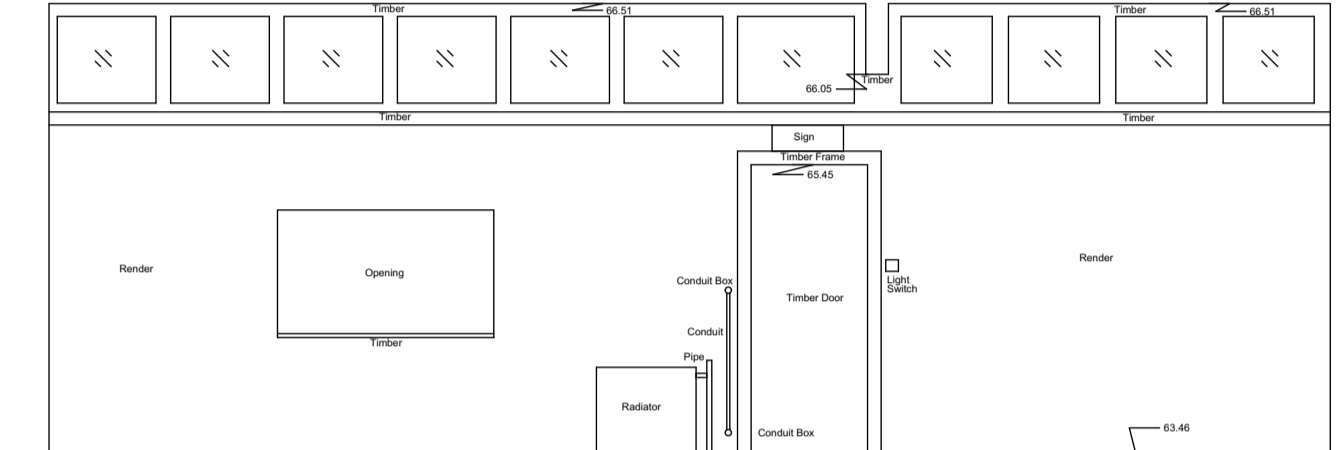 Timber
66.51
Timber
66.51
66.05
Timber
Timber
Timber
Sign
Timber Frame
65.45
Render
Opening
Timber
Conduit Box
Conduit
Pipe
Radiator
Conduit Box
Timber Door
Light
Switch
Render
63.46